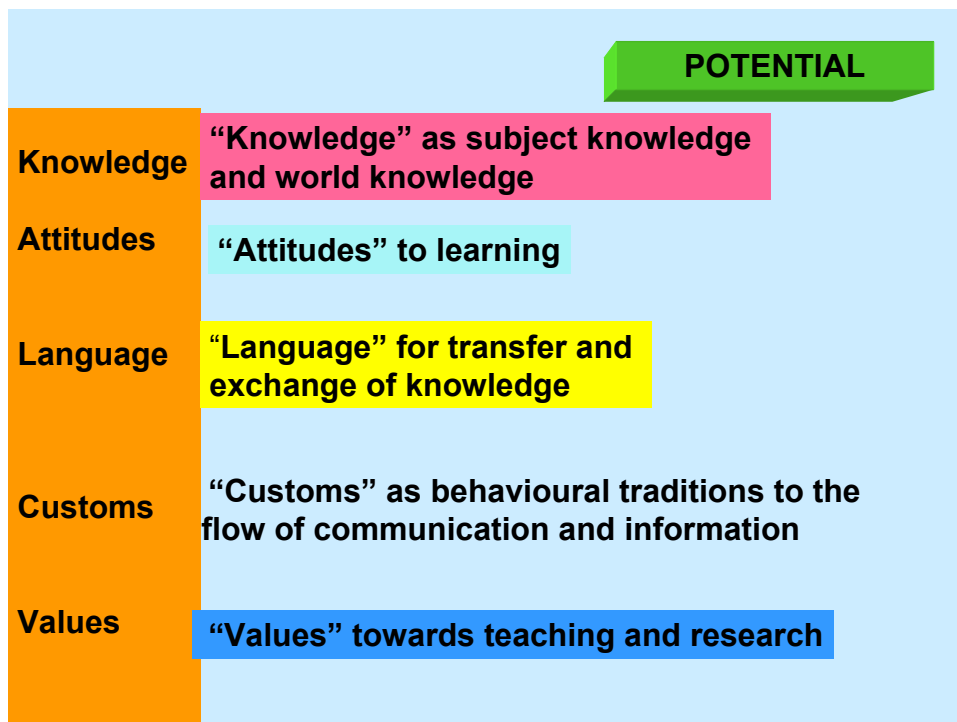 POTENTIAL
Knowledge
“Knowledge” as subject knowledge
and world knowledge
Attitudes
“Attitudes” to learning
Language
“Language” for transfer and
exchange of knowledge
Customs
“Customs” as behavioural traditions to the
flow of communication and information
Values
“Values” towards teaching and research